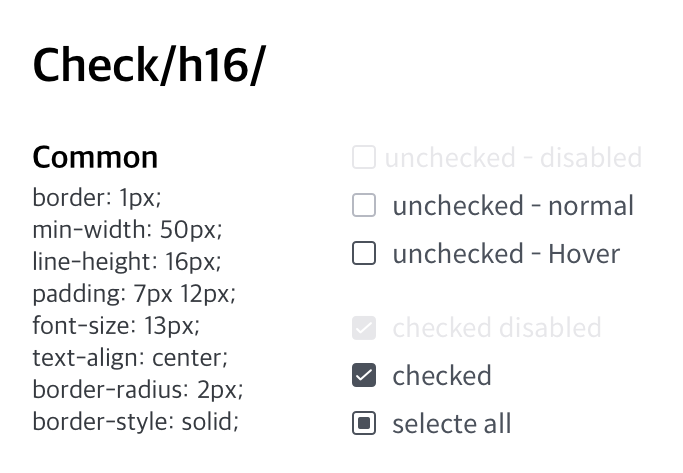 Check/h16/
Common
border: 1px;
min-width: 50px;
line-height: 16px;
padding: 7px 12px;
font-size: 13px;
text-align: center;
border-radius: 2px;
border-style: solid;
unchecked - disabled
unchecked - normal
unchecked - Hover
checked disabled
checked
selecte all